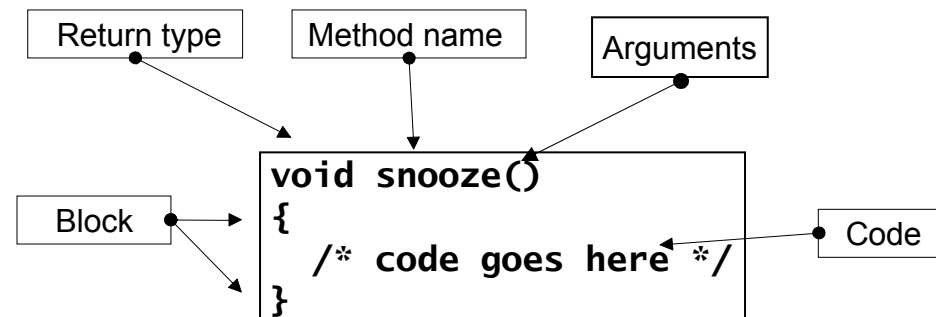 Return type
Method name
Arguments
void snooze()
Block
{
Code
/* code goes here */
}